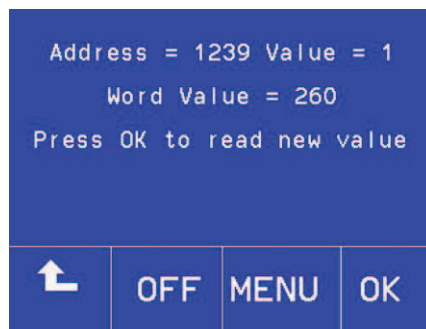 Address = 1239 Value = 1
Word Value = 260
Press OK to read new value
OFF MENU OK